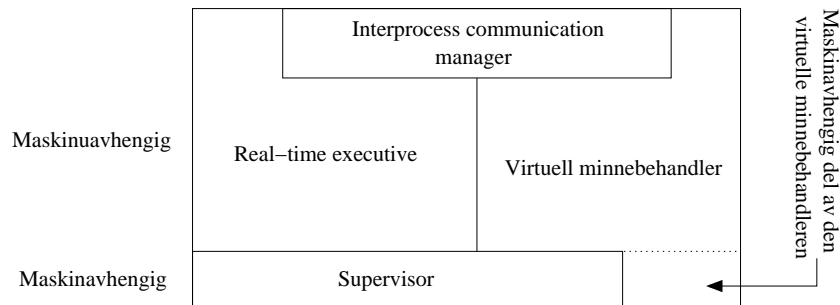 Interprocess communication
manager
Maskinuavhengig
Real−time executive
Virtuell minnebehandler
Maskinavhengig
Supervisor
Maskinavhengig del av den
virtuelle minnebehandleren